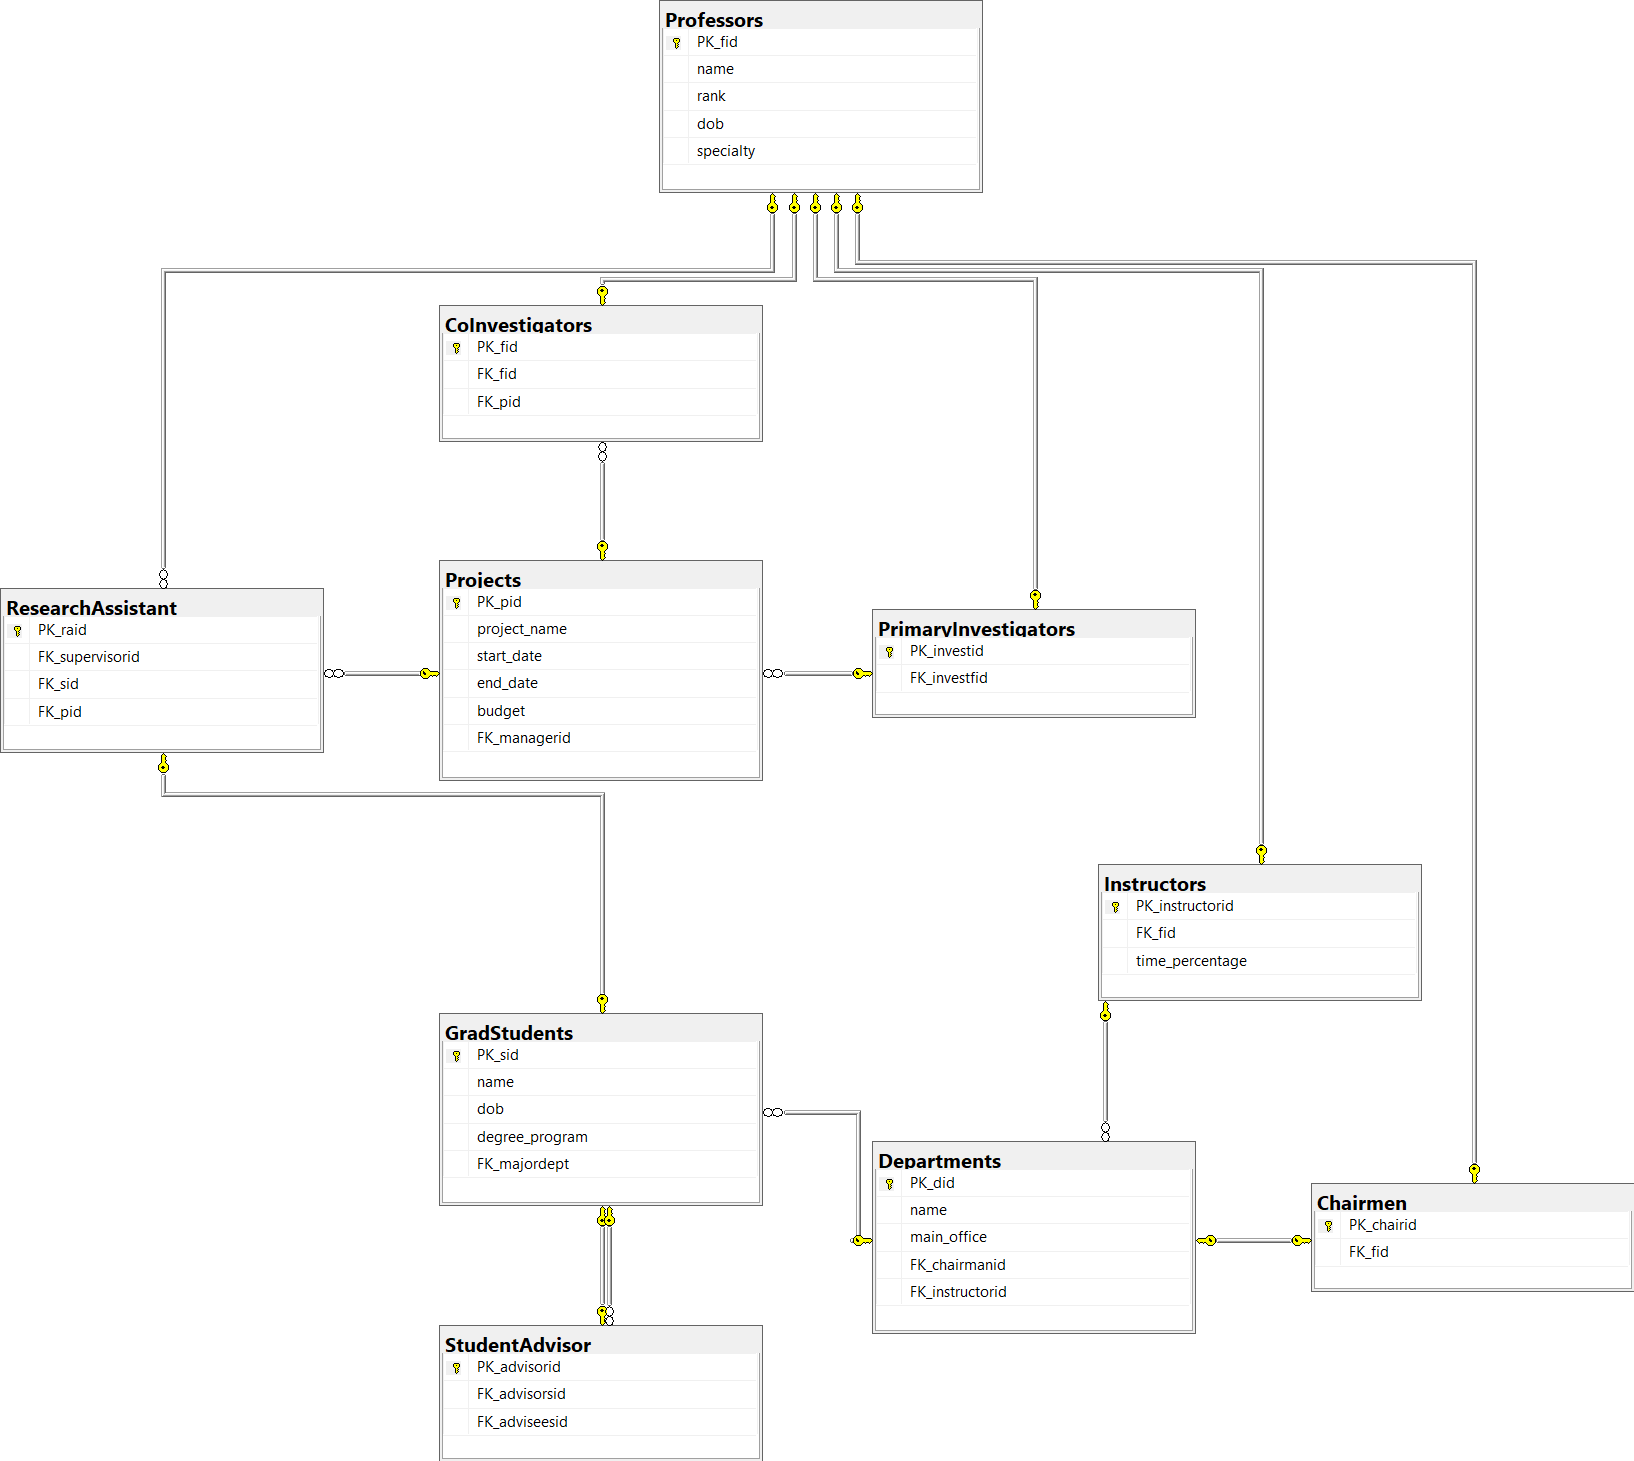 Professors
PK_fid
name
rank
dob
specialty
CoInvestigators
PK_fid
FK_fid
FK_pid
Projects
PK_pid
project_name
start_date
end_date
budget
FK_managerid
ResearchAssistant
PK_raid
FK_supervisorid
FK_sid
FK_pid
PrimaryInvestigators
PK_investid
FK_investfid
Instructors
PK_instructorid
FK_fid
time_percentage
GradStudents
PK_sid
name
dob
degree_program
FK_majordept
Departments
PK_did
name
main_office
FK_chairmanid
FK_instructorid
Chairmen
PK_chairid
FK_fid
StudentAdvisor
PK_advisorid
FK_advisorsid
FK_adviseesid